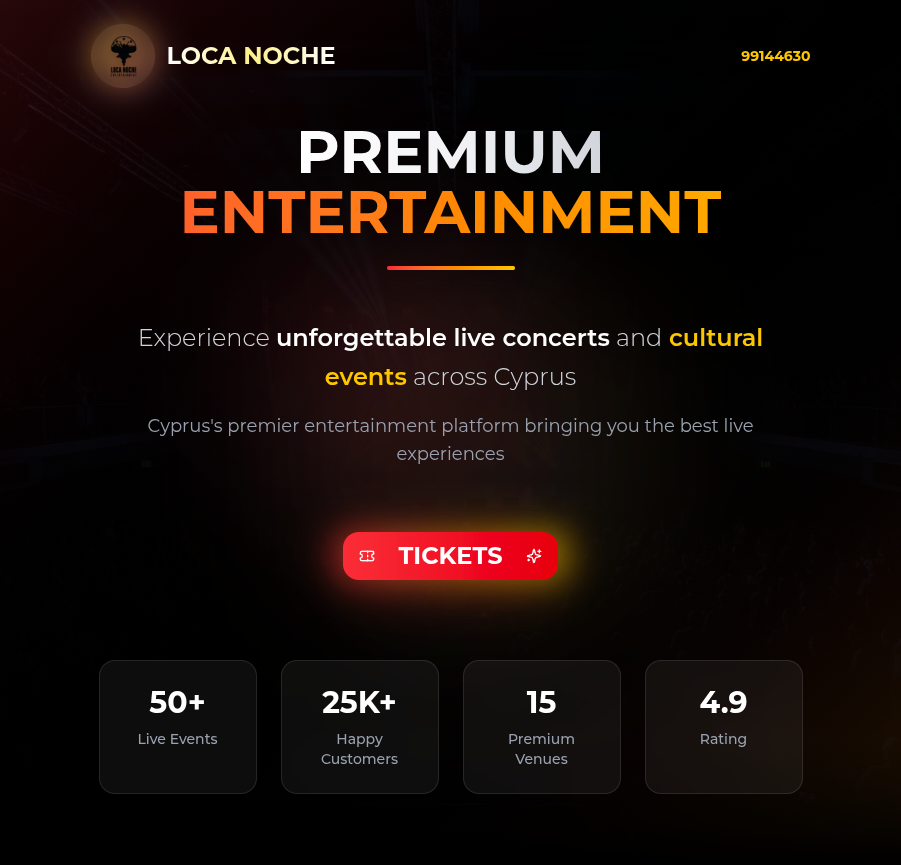 LOCA NOCHE
LOCA NOCHE
ENTERTAINMENT
99144630
PREMIUM
ENTERTAINMENT
Experience unforgettable live concerts and cultural
events across Cyprus
Cyprus's premier entertainment platform bringing you the best live
experiences
TICKETS
50+
Live Events
25K+
Happy
Customers
15
Premium
Venues
4.9
Rating